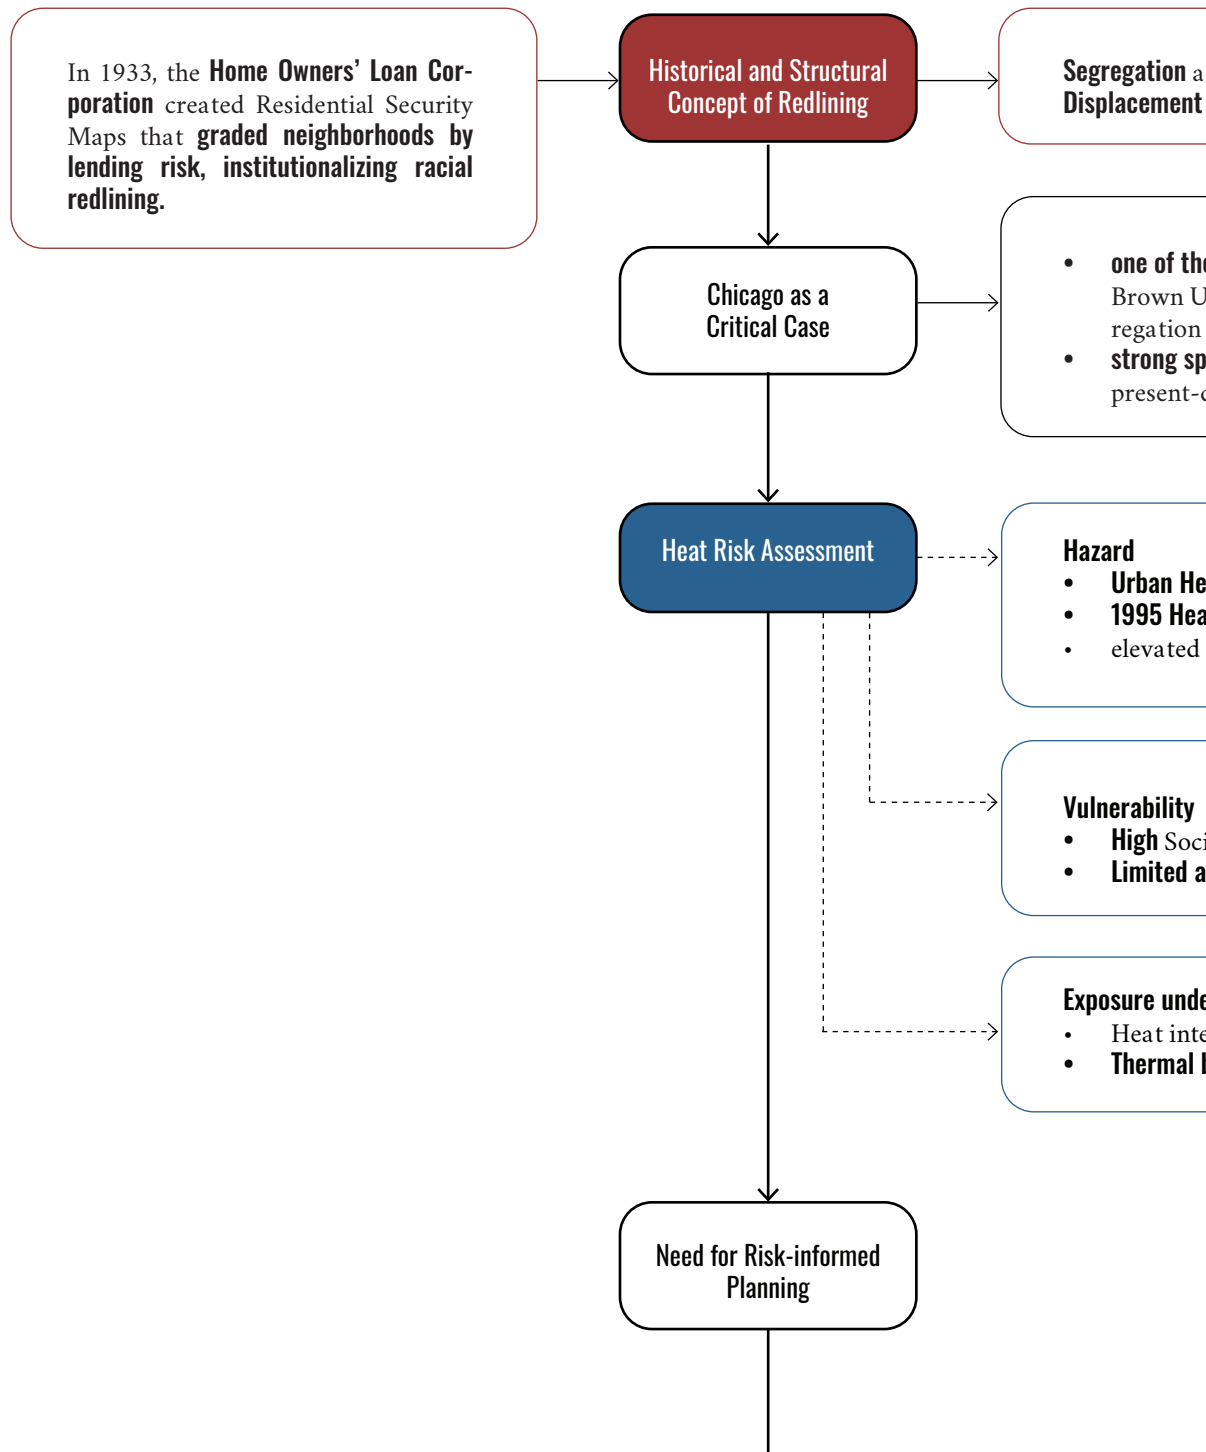 In 1933, the Home Owners’ Loan Cor-
poration created Residential Security
Maps that graded neighborhoods by
lending risk, institutionalizing racial
redlining.
Historical and Structural
Concept of Redlining
Segregation a
Displacement
Chicago as a
Critical Case
• one of the
Brown U
regation
• strong sp
present-d
Heat Risk Assessment
Hazard
• Urban He
• 1995 Hea
• elevated
Vulnerability
• High Soci
• Limited a
Exposure unde
• Heat inte
• Thermal b
Need for Risk-informed
Planning